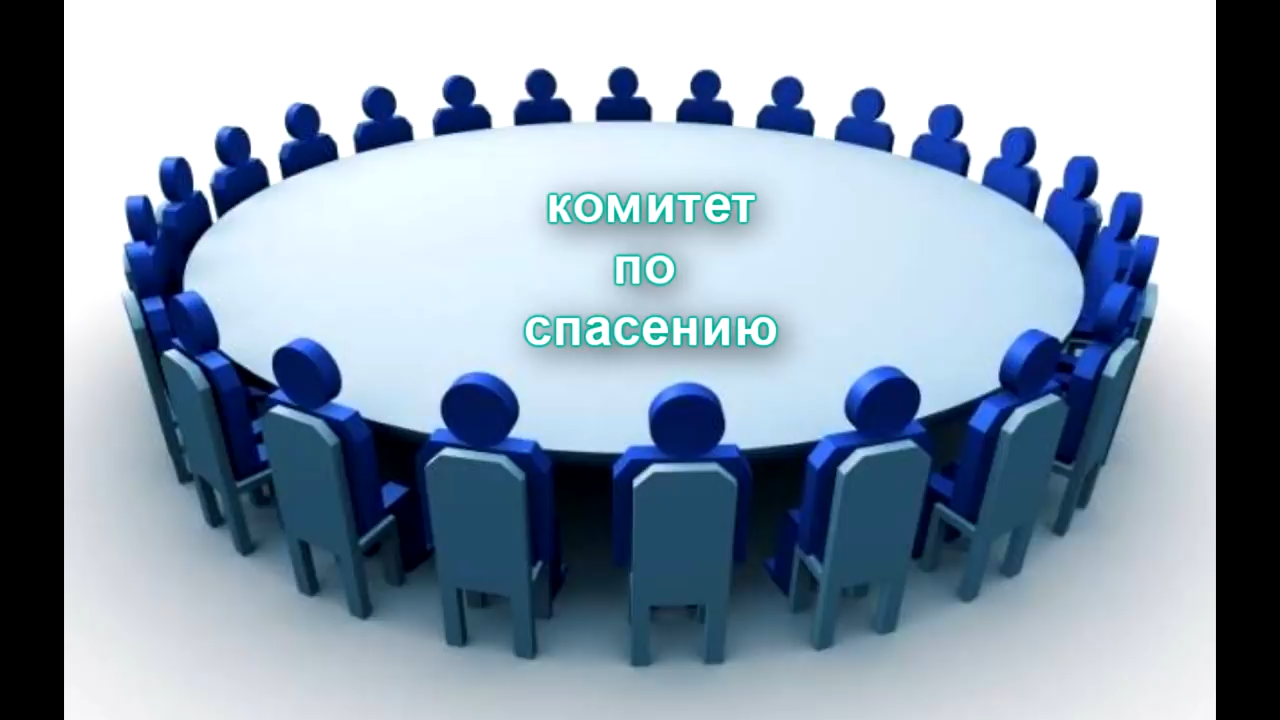 комитет
по
спасению